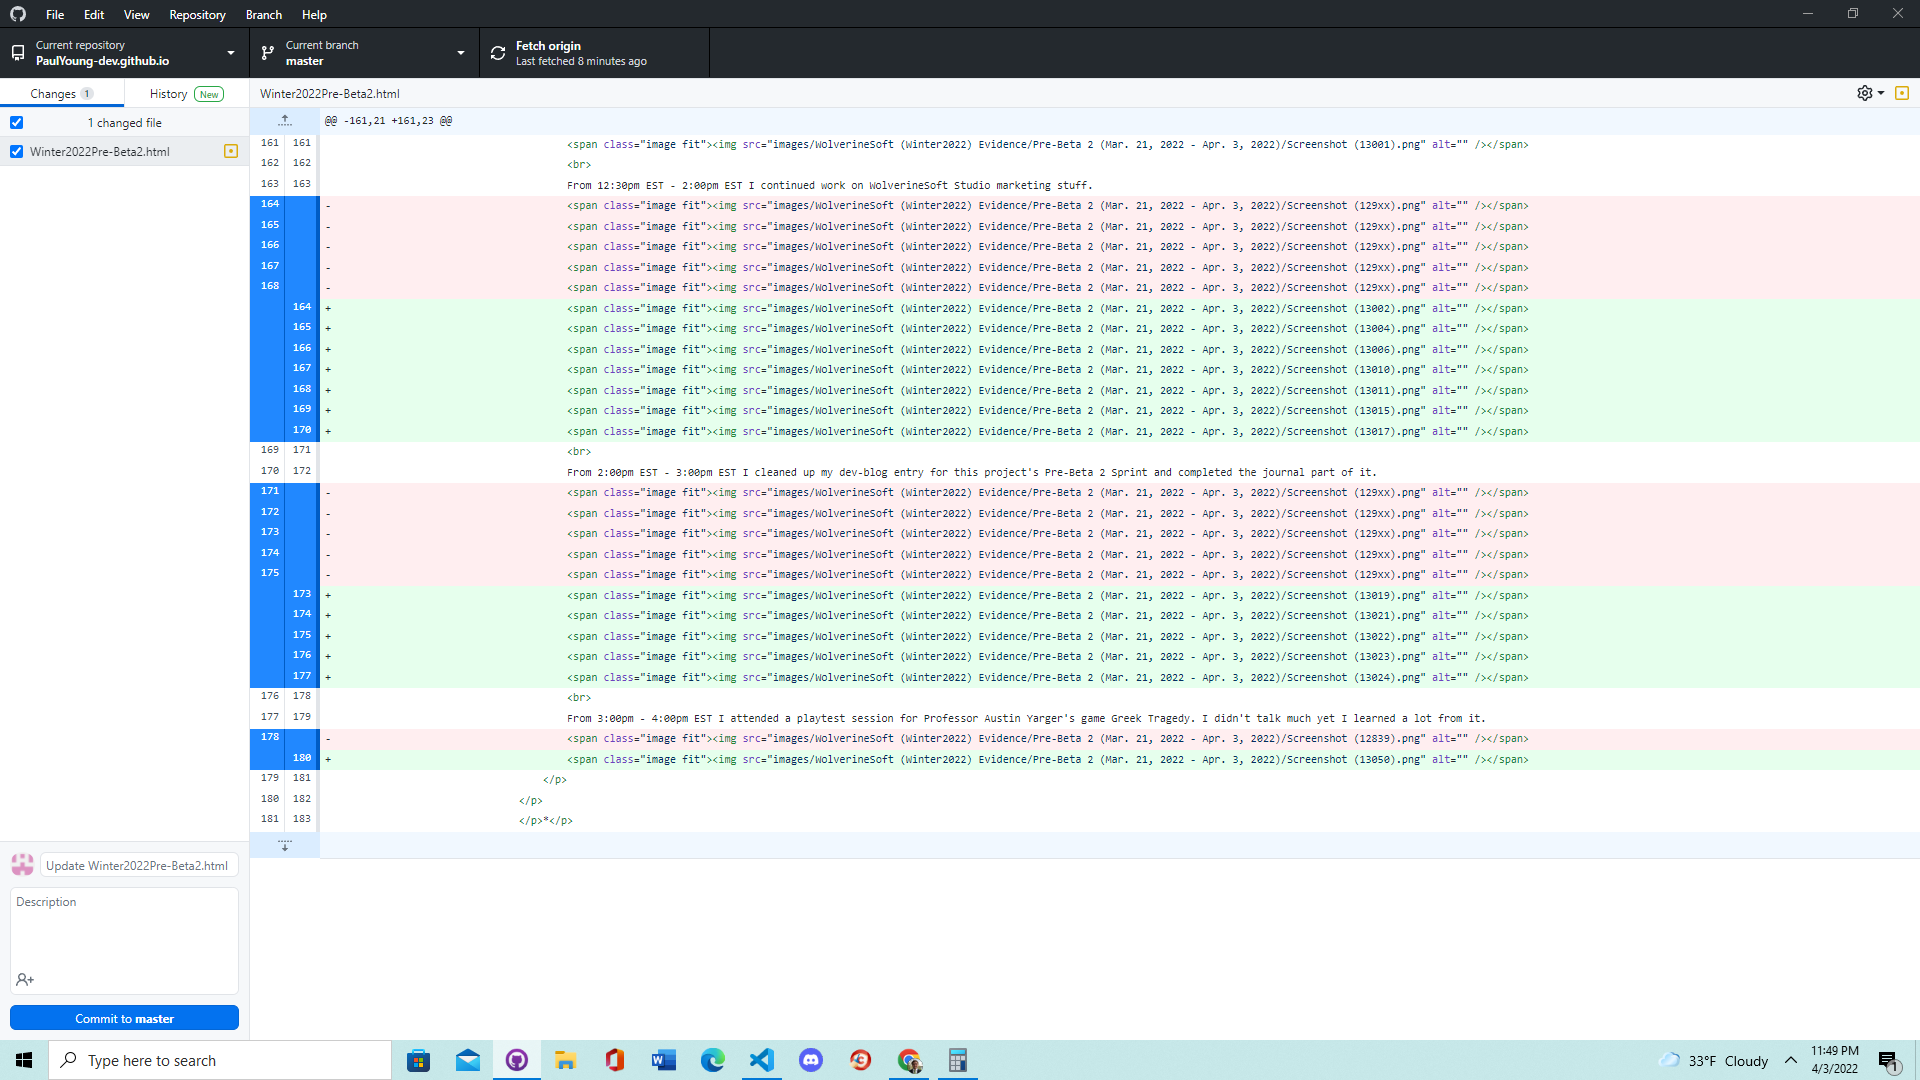 File Edit View Repository Branch Help
Current repository
PaulYoung-dev.github.io
Current branch
master
Fetch origin
Last fetched 8 minutes ago
Changes 1 History New
Winter2022Pre-Beta2.html
1 changed file
Winter2022Pre-Beta2.html
@@ -161,21 +161,23 @@
161 161 <span class="image fit"><img src="images/WolverineSoft (Winter2022) Evidence/Pre-Beta 2 (Mar. 21, 2022 - Apr. 3, 2022)/Screenshot (13001).png" alt="" /></span>
162 162 <br>
163 163 From 12:30pm EST - 2:00pm EST I continued work on WolverineSoft Studio marketing stuff.
164 - <span class="image fit"><img src="images/WolverineSoft (Winter2022) Evidence/Pre-Beta 2 (Mar. 21, 2022 - Apr. 3, 2022)/Screenshot (129xx).png" alt="" /></span>
165 - <span class="image fit"><img src="images/WolverineSoft (Winter2022) Evidence/Pre-Beta 2 (Mar. 21, 2022 - Apr. 3, 2022)/Screenshot (129xx).png" alt="" /></span>
166 - <span class="image fit"><img src="images/WolverineSoft (Winter2022) Evidence/Pre-Beta 2 (Mar. 21, 2022 - Apr. 3, 2022)/Screenshot (129xx).png" alt="" /></span>
167 - <span class="image fit"><img src="images/WolverineSoft (Winter2022) Evidence/Pre-Beta 2 (Mar. 21, 2022 - Apr. 3, 2022)/Screenshot (129xx).png" alt="" /></span>
168 - <span class="image fit"><img src="images/WolverineSoft (Winter2022) Evidence/Pre-Beta 2 (Mar. 21, 2022 - Apr. 3, 2022)/Screenshot (129xx).png" alt="" /></span>
164 + <span class="image fit"><img src="images/WolverineSoft (Winter2022) Evidence/Pre-Beta 2 (Mar. 21, 2022 - Apr. 3, 2022)/Screenshot (13002).png" alt="" /></span>
165 + <span class="image fit"><img src="images/WolverineSoft (Winter2022) Evidence/Pre-Beta 2 (Mar. 21, 2022 - Apr. 3, 2022)/Screenshot (13004).png" alt="" /></span>
166 + <span class="image fit"><img src="images/WolverineSoft (Winter2022) Evidence/Pre-Beta 2 (Mar. 21, 2022 - Apr. 3, 2022)/Screenshot (13006).png" alt="" /></span>
167 + <span class="image fit"><img src="images/WolverineSoft (Winter2022) Evidence/Pre-Beta 2 (Mar. 21, 2022 - Apr. 3, 2022)/Screenshot (13010).png" alt="" /></span>
168 + <span class="image fit"><img src="images/WolverineSoft (Winter2022) Evidence/Pre-Beta 2 (Mar. 21, 2022 - Apr. 3, 2022)/Screenshot (13011).png" alt="" /></span>
169 + <span class="image fit"><img src="images/WolverineSoft (Winter2022) Evidence/Pre-Beta 2 (Mar. 21, 2022 - Apr. 3, 2022)/Screenshot (13015).png" alt="" /></span>
170 + <span class="image fit"><img src="images/WolverineSoft (Winter2022) Evidence/Pre-Beta 2 (Mar. 21, 2022 - Apr. 3, 2022)/Screenshot (13017).png" alt="" /></span>
169 171 <br>
170 172 From 2:00pm EST - 3:00pm EST I cleaned up my dev-blog entry for this project's Pre-Beta 2 Sprint and completed the journal part of it.
171 - <span class="image fit"><img src="images/WolverineSoft (Winter2022) Evidence/Pre-Beta 2 (Mar. 21, 2022 - Apr. 3, 2022)/Screenshot (129xx).png" alt="" /></span>
172 - <span class="image fit"><img src="images/WolverineSoft (Winter2022) Evidence/Pre-Beta 2 (Mar. 21, 2022 - Apr. 3, 2022)/Screenshot (129xx).png" alt="" /></span>
173 - <span class="image fit"><img src="images/WolverineSoft (Winter2022) Evidence/Pre-Beta 2 (Mar. 21, 2022 - Apr. 3, 2022)/Screenshot (129xx).png" alt="" /></span>
174 - <span class="image fit"><img src="images/WolverineSoft (Winter2022) Evidence/Pre-Beta 2 (Mar. 21, 2022 - Apr. 3, 2022)/Screenshot (129xx).png" alt="" /></span>
175 - <span class="image fit"><img src="images/WolverineSoft (Winter2022) Evidence/Pre-Beta 2 (Mar. 21, 2022 - Apr. 3, 2022)/Screenshot (129xx).png" alt="" /></span>
173 + <span class="image fit"><img src="images/WolverineSoft (Winter2022) Evidence/Pre-Beta 2 (Mar. 21, 2022 - Apr. 3, 2022)/Screenshot (13019).png" alt="" /></span>
174 + <span class="image fit"><img src="images/WolverineSoft (Winter2022) Evidence/Pre-Beta 2 (Mar. 21, 2022 - Apr. 3, 2022)/Screenshot (13021).png" alt="" /></span>
175 + <span class="image fit"><img src="images/WolverineSoft (Winter2022) Evidence/Pre-Beta 2 (Mar. 21, 2022 - Apr. 3, 2022)/Screenshot (13022).png" alt="" /></span>
176 + <span class="image fit"><img src="images/WolverineSoft (Winter2022) Evidence/Pre-Beta 2 (Mar. 21, 2022 - Apr. 3, 2022)/Screenshot (13023).png" alt="" /></span>
177 + <span class="image fit"><img src="images/WolverineSoft (Winter2022) Evidence/Pre-Beta 2 (Mar. 21, 2022 - Apr. 3, 2022)/Screenshot (13024).png" alt="" /></span>
176 178 <br>
177 179 From 3:00pm - 4:00pm EST I attended a playtest session for Professor Austin Yarger's game Greek Tragedy. I didn't talk much yet I learned a lot from it.
178 - <span class="image fit"><img src="images/WolverineSoft (Winter2022) Evidence/Pre-Beta 2 (Mar. 21, 2022 - Apr. 3, 2022)/Screenshot (12839).png" alt="" /></span>
180 + <span class="image fit"><img src="images/WolverineSoft (Winter2022) Evidence/Pre-Beta 2 (Mar. 21, 2022 - Apr. 3, 2022)/Screenshot (13050).png" alt="" /></span>
179 181 </p>
180 182 </p>
181 183 </p>*</p>
Update Winter2022Pre-Beta2.html
Description
Commit to master
Type here to search
33°F Cloudy
11:49 PM
4/3/2022
1